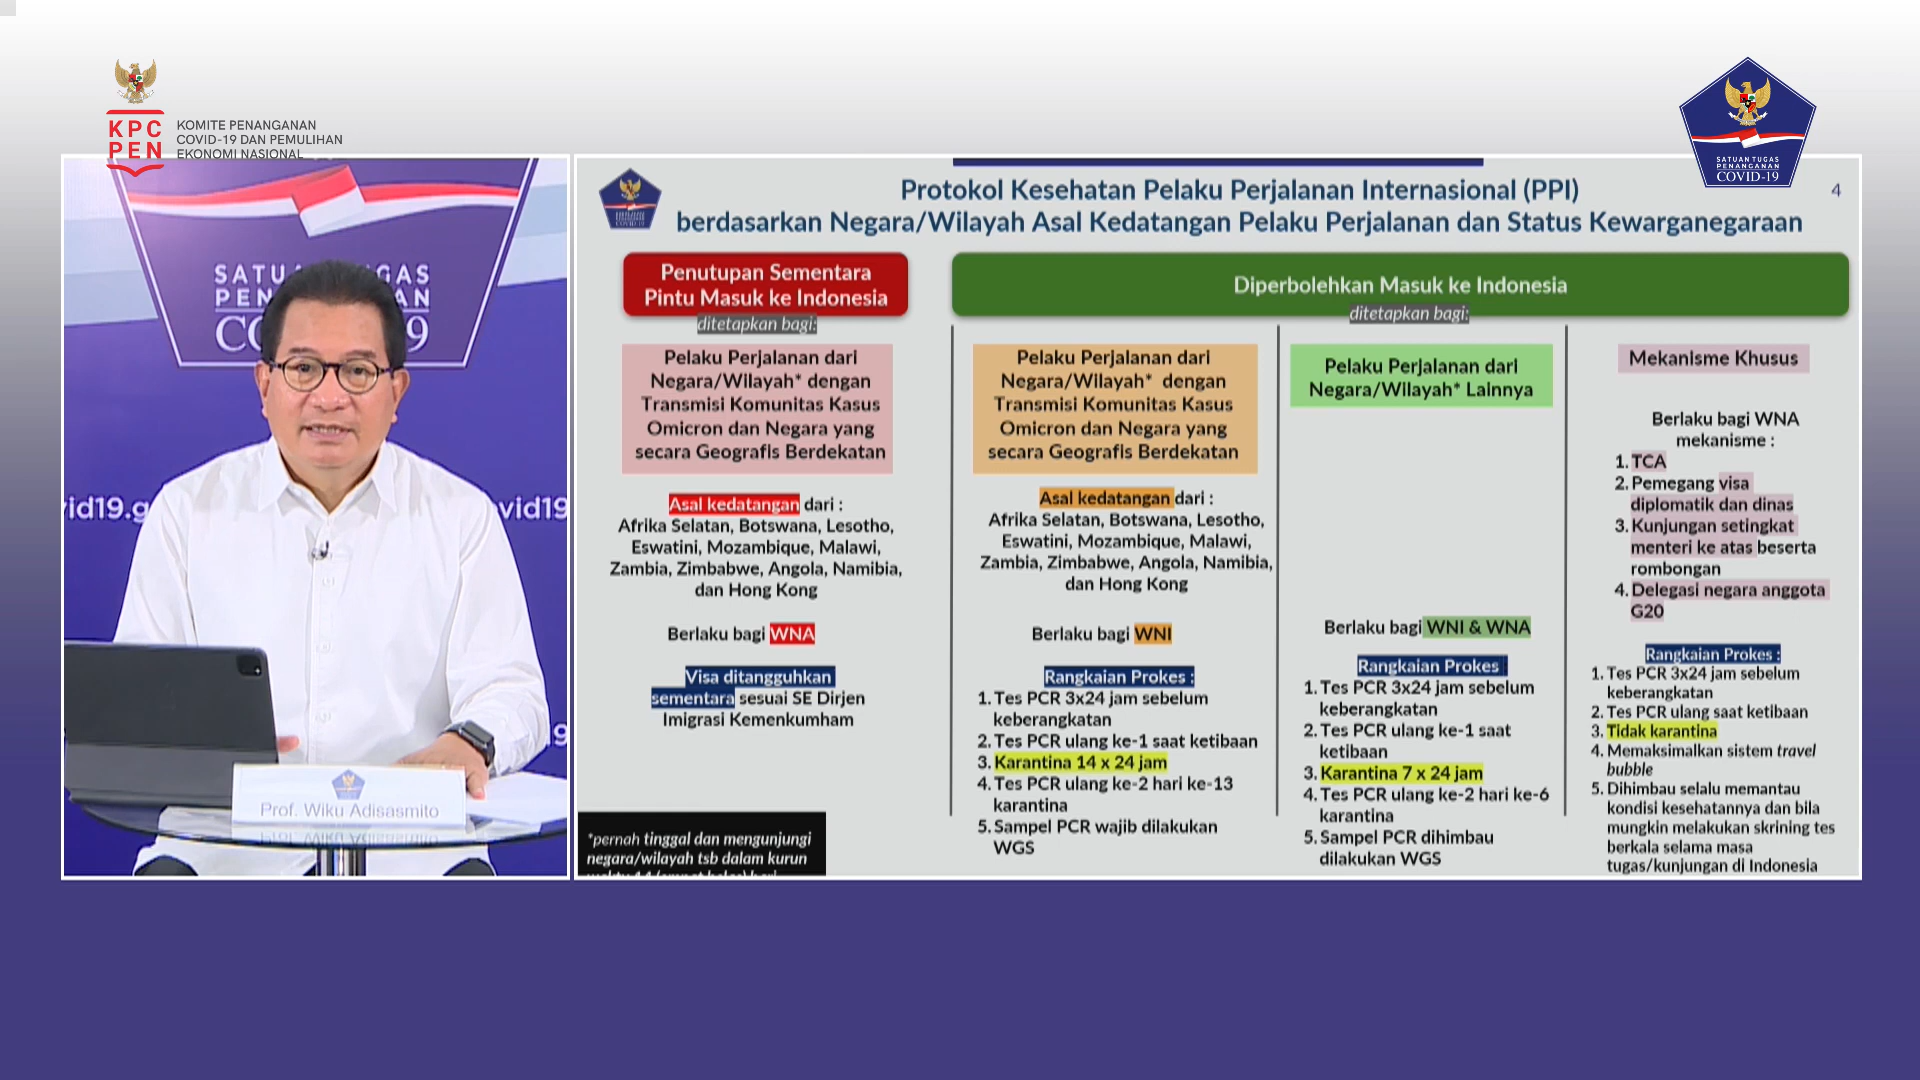 KPC
PEN
KOMITE PENANGANAN
COVID-19 DAN PEMULIHAN
EKONOMI NASIONAL
SATUAN TUGAS
PENANGANAN
COVID-19
vid19.g
vid19
Prof. Wiku Adisasmito
Protokol Kesehatan Pelaku Perjalanan Internasional (PPI)
berdasarkan Negara/Wilayah Asal Kedatangan Pelaku Perjalanan dan Status Kewarganegaraan
4
Penutupan Sementara
Pintu Masuk ke Indonesia
ditetapkan bagi:
Pelaku Perjalanan dari
Negara/Wilayah* dengan
Transmisi Komunitas Kasus
Omicron dan Negara yang
secara Geografis Berdekatan
Asal kedatangan dari :
Afrika Selatan, Botswana, Lesotho,
Eswatini, Mozambique, Malawi,
Zambia, Zimbabwe, Angola, Namibia,
dan Hong Kong
Berlaku bagi WNA
Visa ditangguhkan
sementara sesuai SE Dirjen
Imigrasi Kemenkumham
*pernah tinggal dan mengunjungi
negara/wilayah tsb dalam kurun
Diperbolehkan Masuk ke Indonesia
ditetapkan bagi:
Pelaku Perjalanan dari
Negara/Wilayah* dengan
Transmisi Komunitas Kasus
Omicron dan Negara yang
secara Geografis Berdekatan
Asal kedatangan dari :
Afrika Selatan, Botswana, Lesotho,
Eswatini, Mozambique, Malawi,
Zambia, Zimbabwe, Angola, Namibia,
dan Hong Kong
Berlaku bagi WNI
Rangkaian Prokes :
1. Tes PCR 3x24 jam sebelum
keberangkatan
2. Tes PCR ulang ke-1 saat ketibaan
3. Karantina 14 x 24 jam
4. Tes PCR ulang ke-2 hari ke-13
karantina
5. Sampel PCR wajib dilakukan
WGS
Pelaku Perjalanan dari
Negara/Wilayah* Lainnya
Berlaku bagi WNI & WNA
Rangkaian Prokes
1. Tes PCR 3x24 jam sebelum
keberangkatan
2. Tes PCR ulang ke-1 saat
ketibaan
3. Karantina 7 x 24 jam
4. Tes PCR ulang ke-2 hari ke-6
karantina
5. Sampel PCR dihimbau
dilakukan WGS
Mekanisme Khusus
Berlaku bagi WNA
mekanisme :
1. TCA
2. Pemegang visa
diplomatik dan dinas
3. Kunjungan setingkat
menteri ke atas beserta
rombongan
4. Delegasi negara anggota
G20
Rangkaian Prokes :
1. Tes PCR 3x24 jam sebelum
keberangkatan
2. Tes PCR ulang saat ketibaan
3. Tidak karantina
4. Memaksimalkan sistem travel
bubble
5. Dihimbau selalu memantau
kondisi kesehatannya dan bila
mungkin melakukan skrining tes
berkala selama masa
tugas/kunjungan di Indonesia